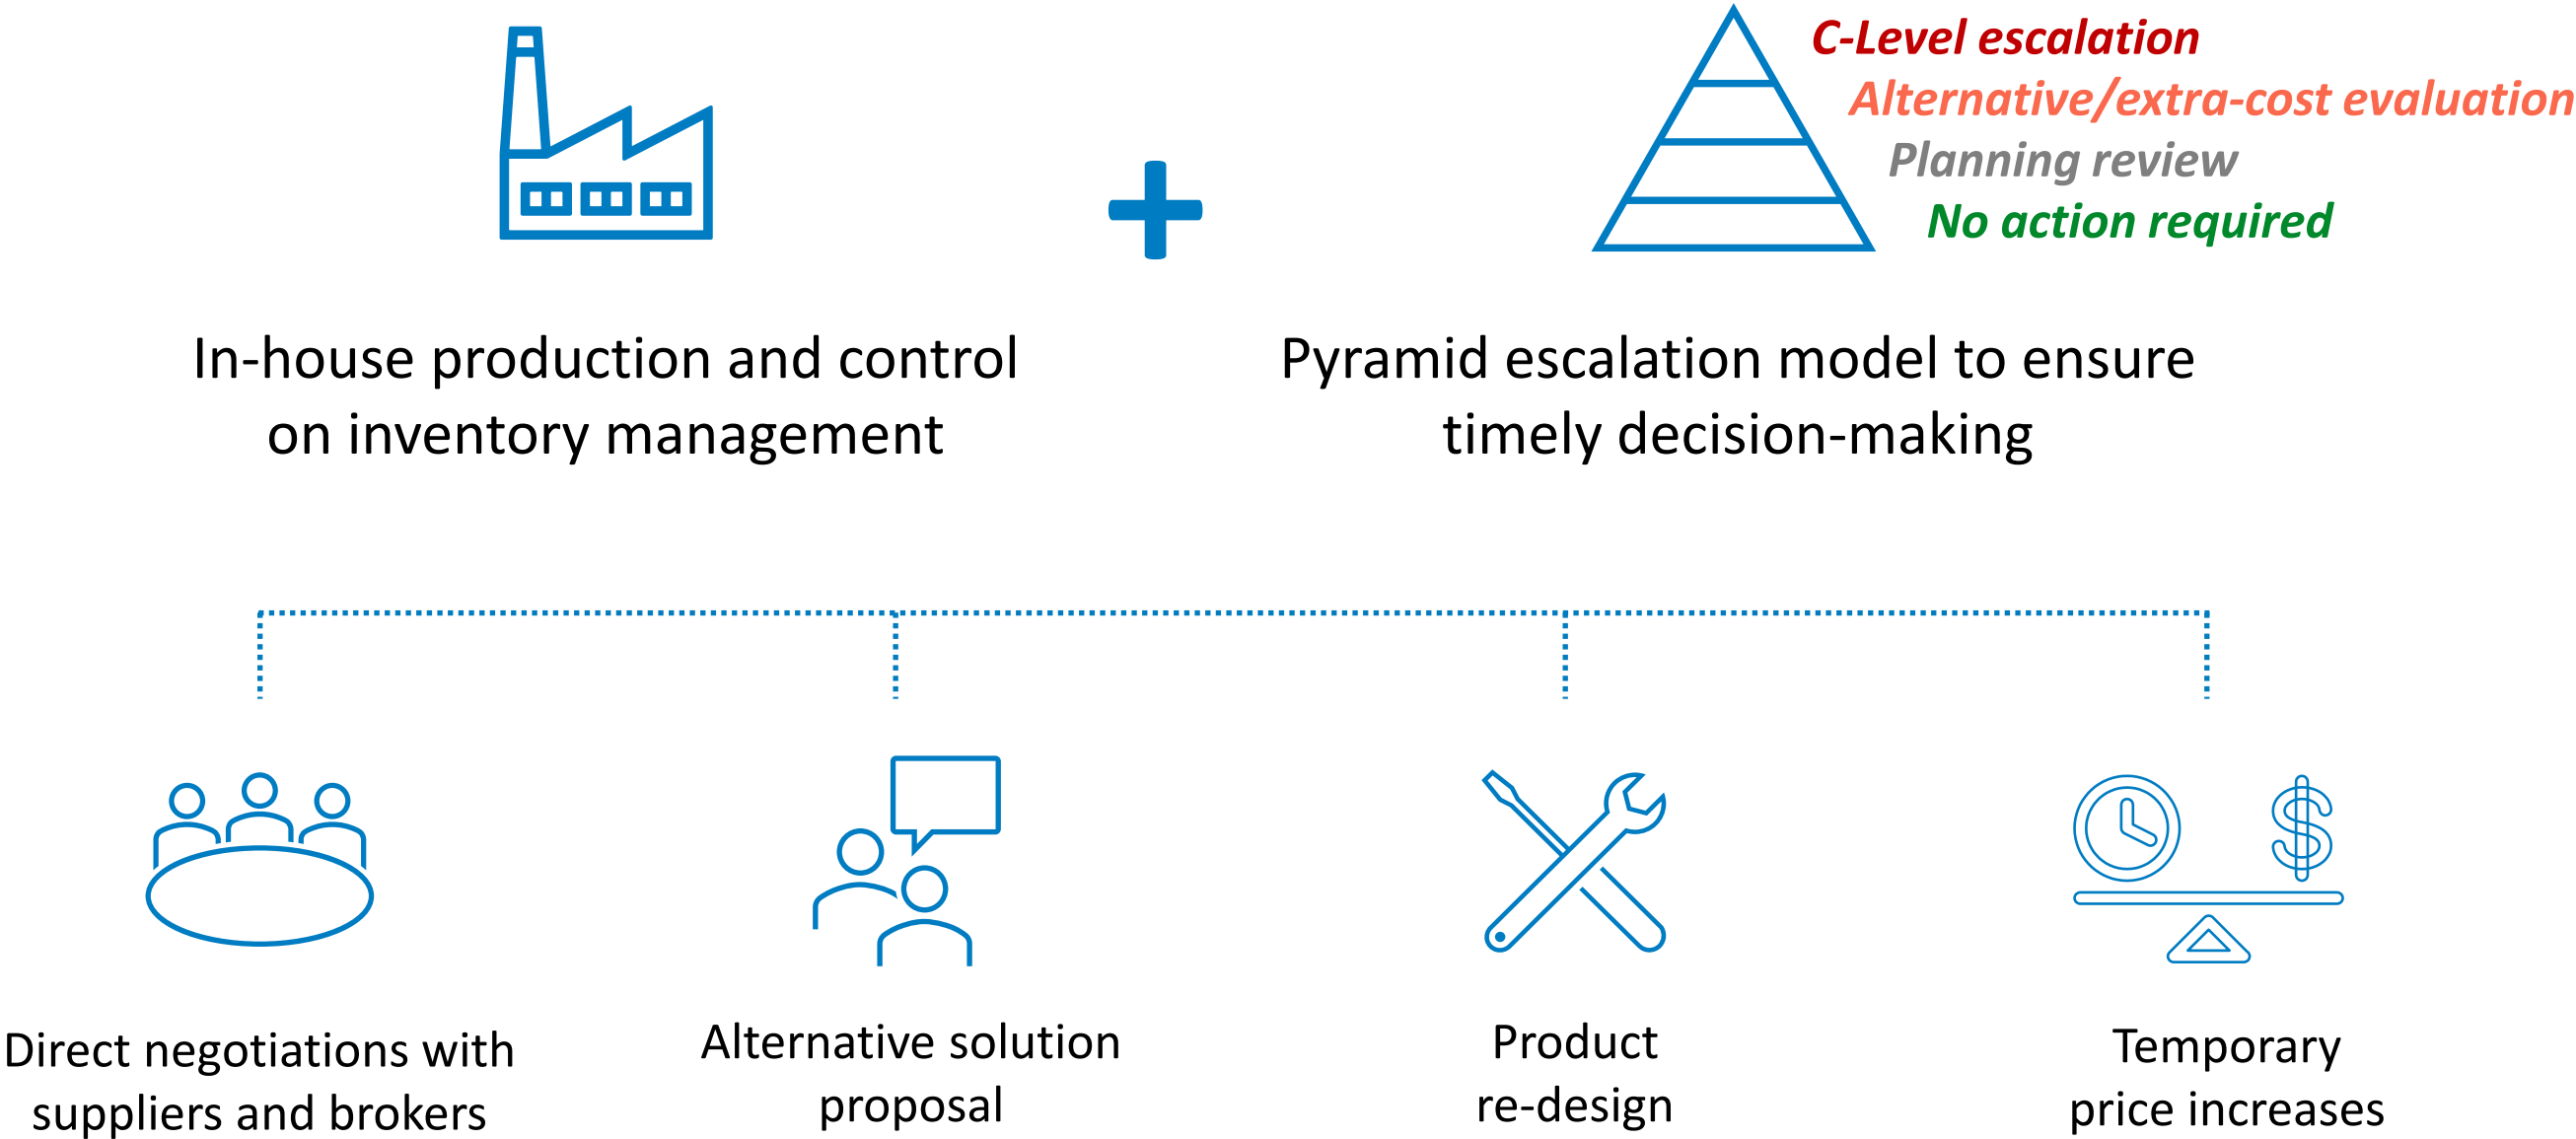 C-Level escalation
Alternative/extra-cost evaluation
Planning review
No action required
In-house production and control
on inventory management
Pyramid escalation model to ensure
timely decision-making
Direct negotiations with
suppliers and brokers
Alternative solution
proposal
Product
re-design
Temporary
price increases